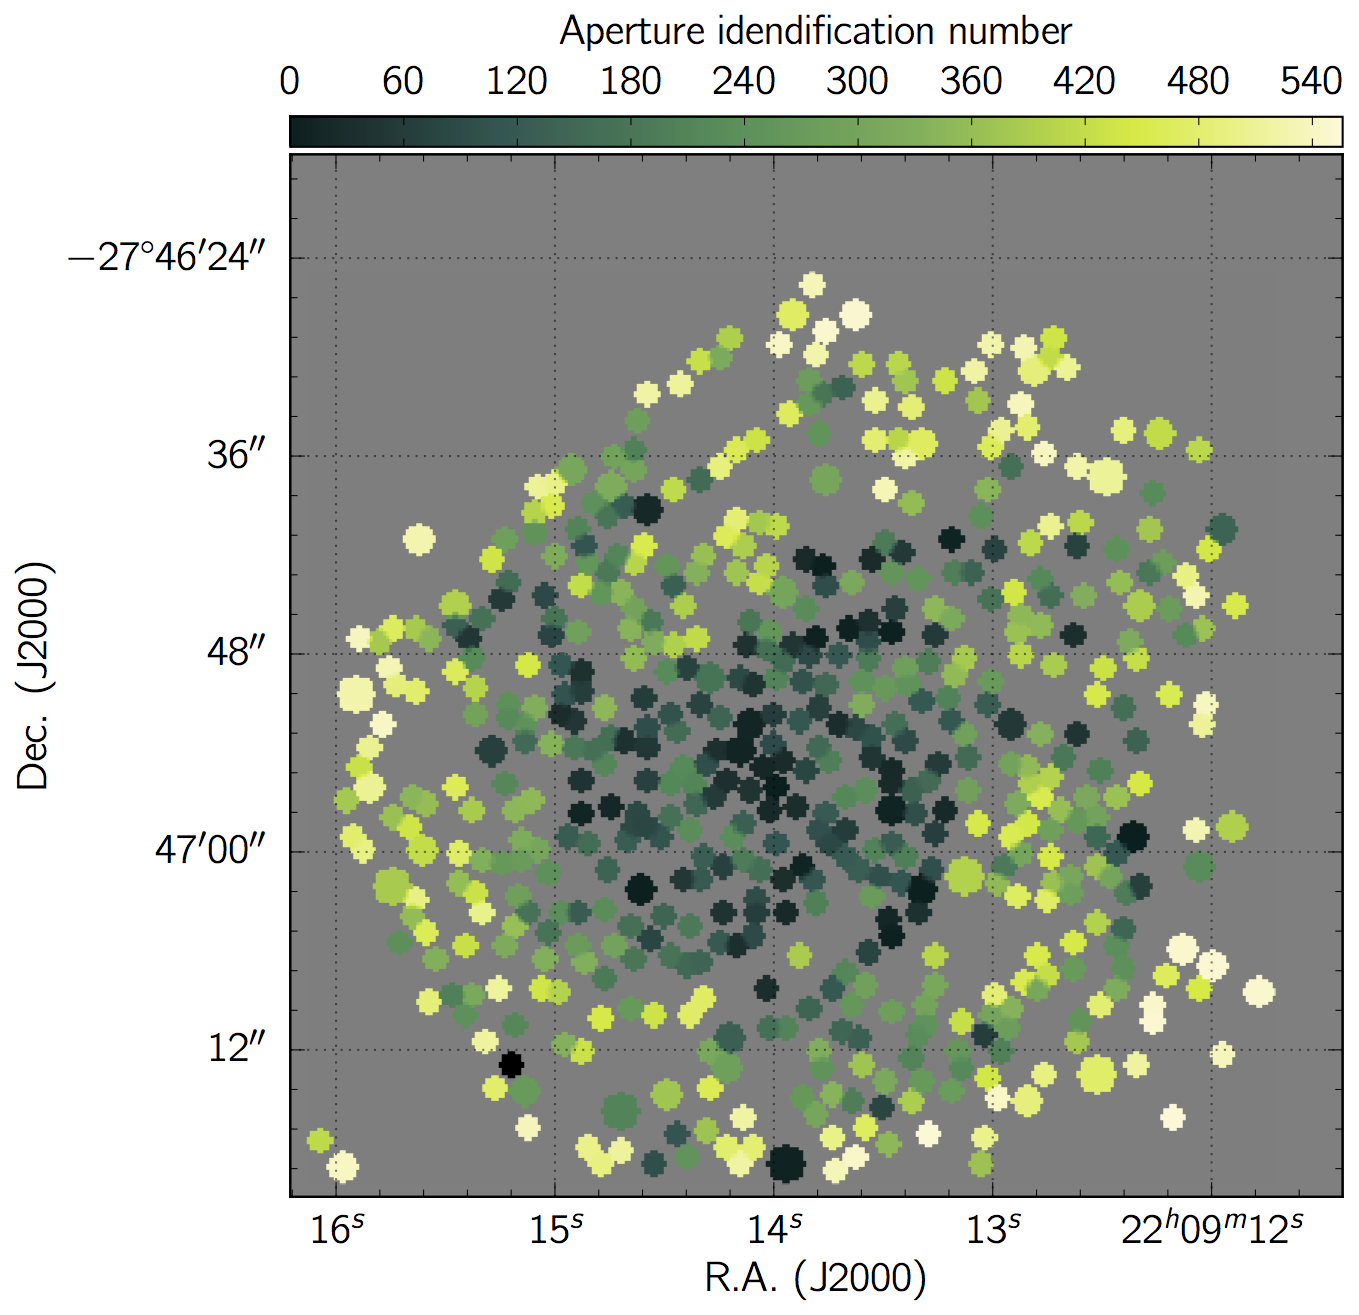 Aperture idendification number
0 60 120 180 240 300 360 420 480 540
−27°46′24″
36″
48″
47′00″
12″
Dec. (J2000)
16ˢ 15ˢ 14ˢ 13ˢ 22ʰ09ᵐ12ˢ
R.A. (J2000)